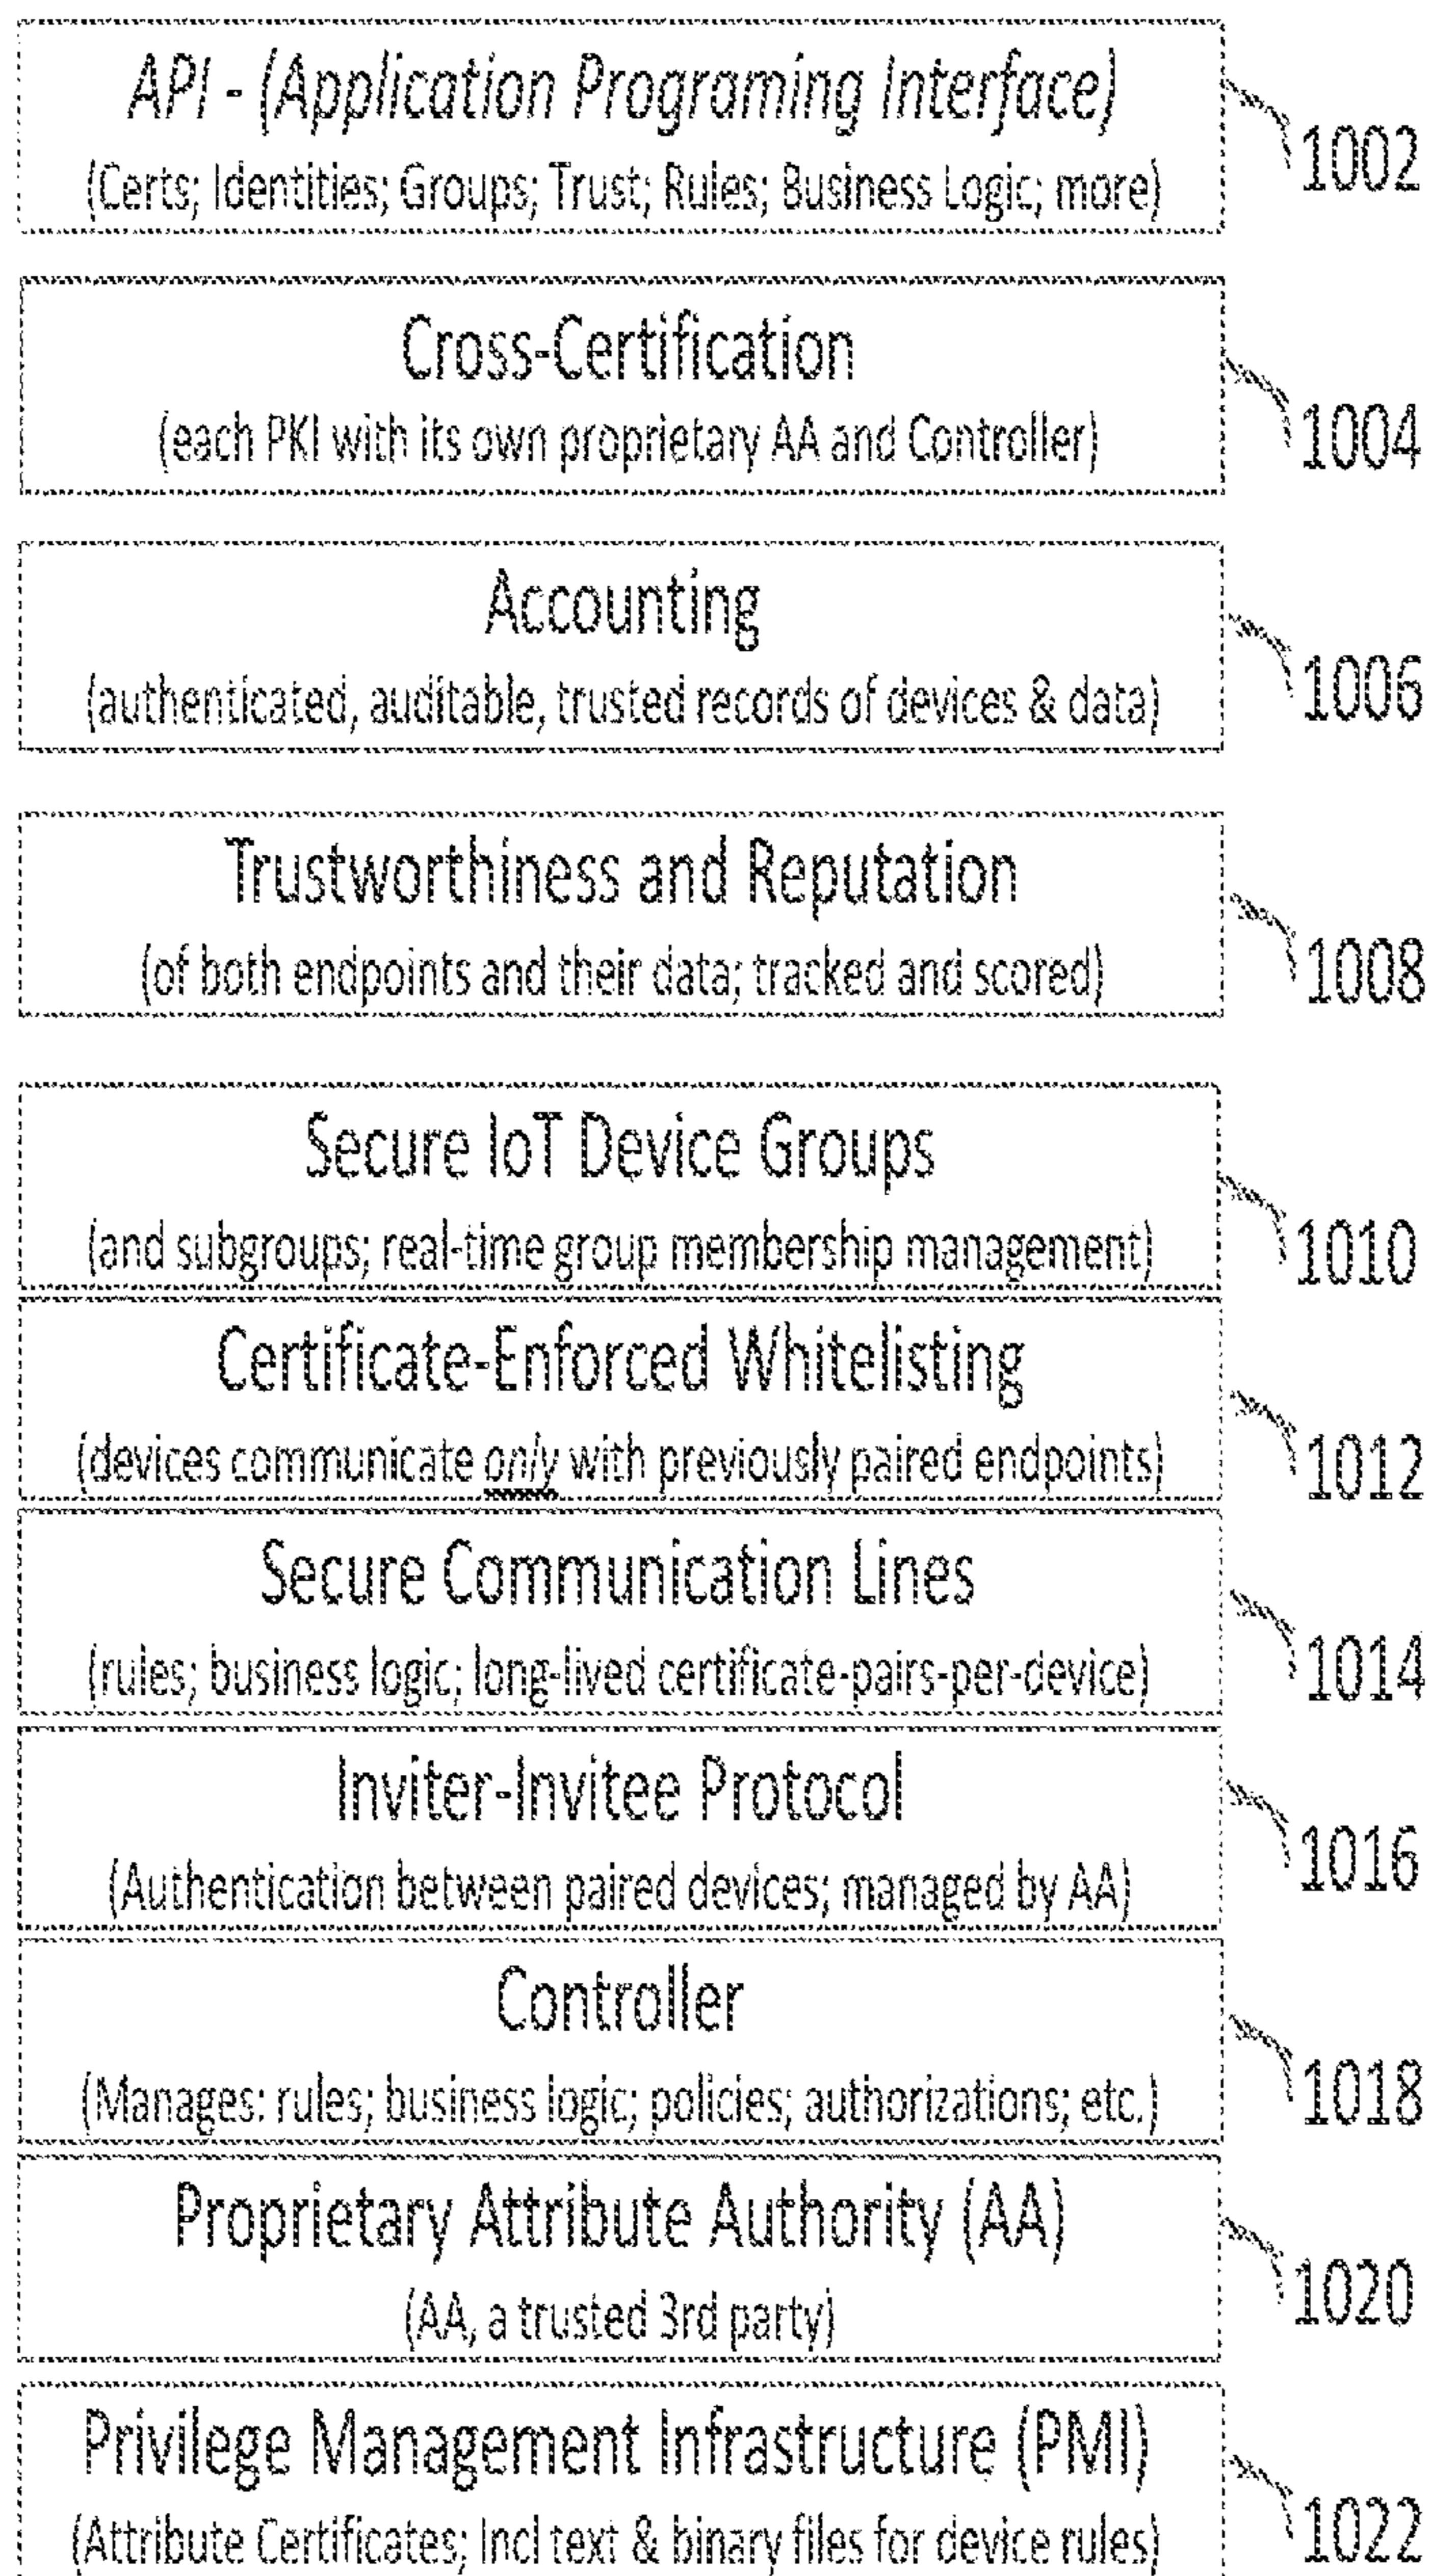 API - (Application Programing Interface)
(Certs; Identities; Groups; Trust; Rules; Business Logic; more)
1002
Cross-Certification
(each PKI with its own proprietary AA and Controller)
1004
Accounting
(authenticated, auditable, trusted records of devices & data)
1006
Trustworthiness and Reputation
(of both endpoints and their data; tracked and scored)
1008
Secure IoT Device Groups
(and subgroups; real-time group membership management)
1010
Certificate-Enforced Whitelisting
(devices communicate only with previously paired endpoints)
1012
Secure Communication Lines
(rules; business logic; long-lived certificate-pairs-per-device)
1014
Inviter-Invitee Protocol
(Authentication between paired devices; managed by AA)
1016
Controller
(Manages: rules; business logic; policies; authorizations; etc.)
1018
Proprietary Attribute Authority (AA)
(AA, a trusted 3rd party)
1020
Privilege Management Infrastructure (PMI)
(Attribute Certificates; Incl text & binary files for device rules)
1022